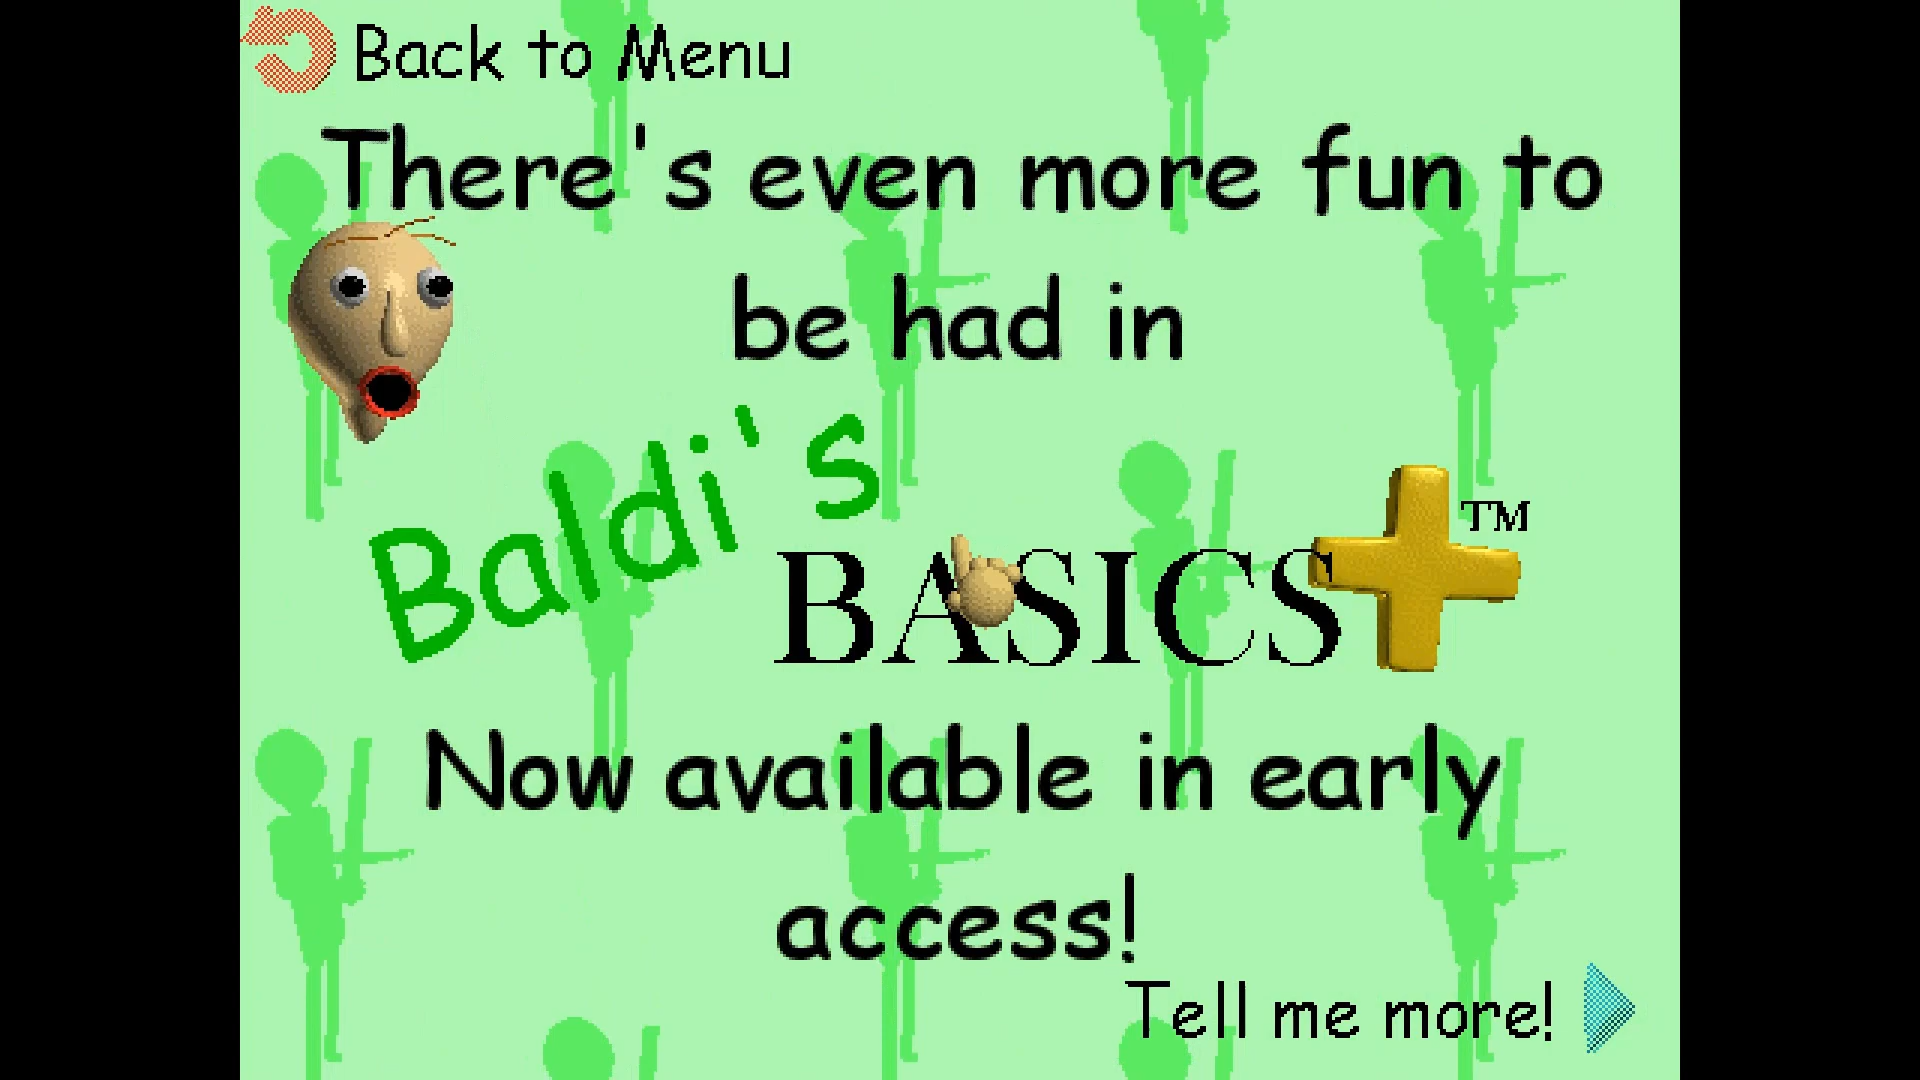 Back to Menu
There's even more fun to
be had in
Baldi's
BASICS+™
Now available in early
access!
Tell me more!